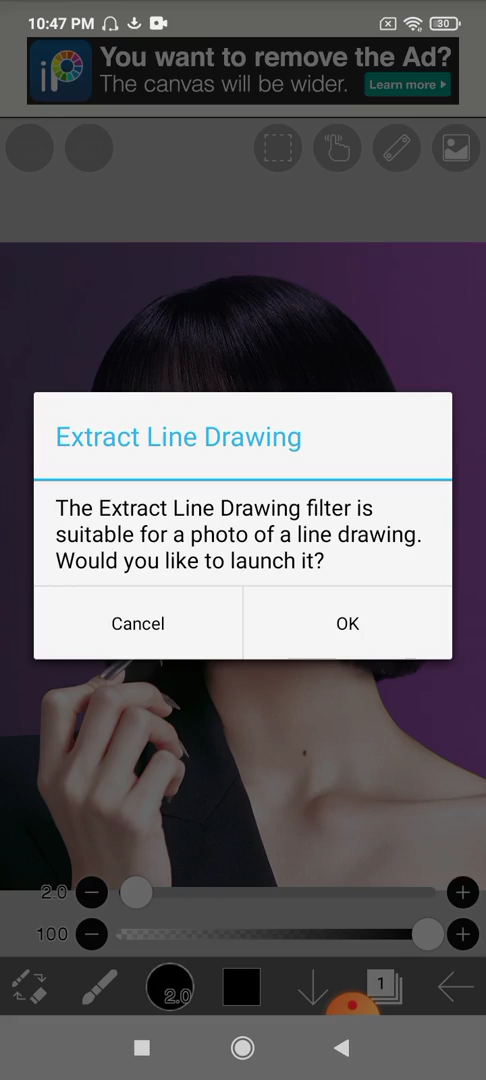 10:47 PM
30
You want to remove the Ad?
iP
The canvas will be wider.
Learn more
Extract Line Drawing
The Extract Line Drawing filter is
suitable for a photo of a line drawing.
Would you like to launch it?
Cancel
OK
2.0
100
2.0
1